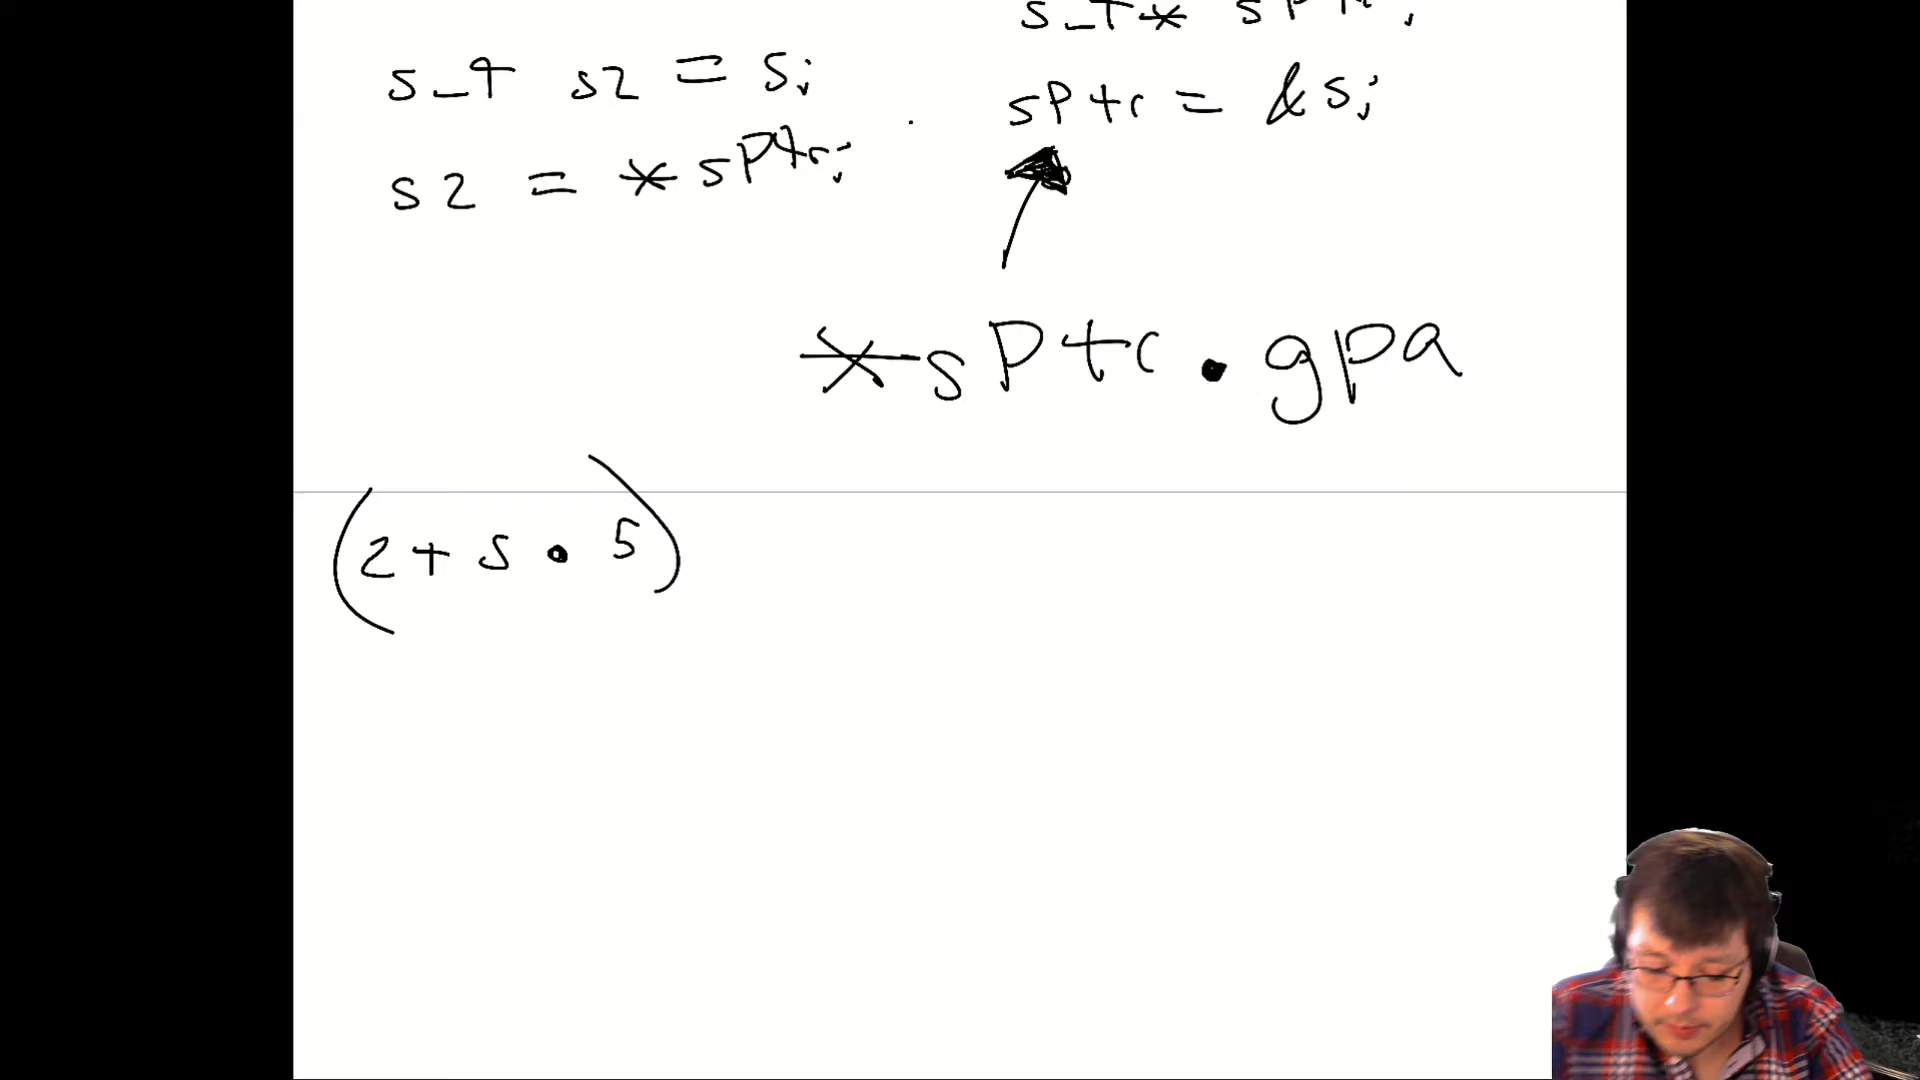 s_t* sPtr;
s_t s2 = s;
sPtr = &s;
s2 = *sPtr;
*sPtr.gpa
(2+5•5)